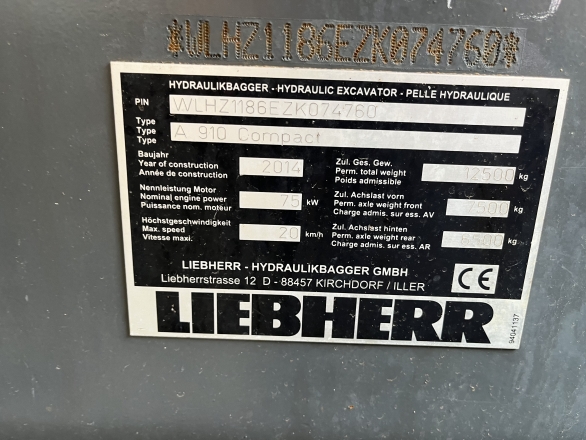 *WLHZ1186EZK074760*
HYDRAULIKBAGGER - HYDRAULIC EXCAVATOR - PELLE HYDRAULIQUE
PIN WLHZ1186EZK074760
Type
Type A 910 Compact
Type
Baujahr
Year of construction 2014
Année de construction
Zul. Ges. Gew.
Perm. total weight 12500 kg
Poids admissible
Nennleistung Motor
Nominal engine power 75 kW
Puissance nom. moteur
Zul. Achslast vorn
Perm. axle weight front kg
Charge admis. sur ess. AV
Höchstgeschwindigkeit
Max. speed 20 km/h
Vitesse maxi.
Zul. Achslast hinten
Perm. axle weight rear kg
Charge admis. sur ess. AR
LIEBHERR - HYDRAULIKBAGGER GMBH
Liebherrstrasse 12 D - 88457 KIRCHDORF / ILLER
CE
LIEBHERR
94041137